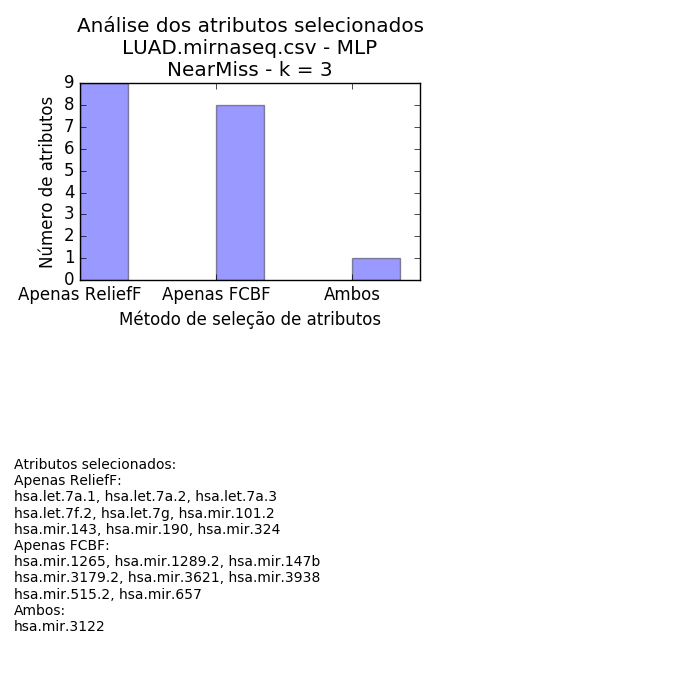 Análise dos atributos selecionados
LUAD.mirnaseq.csv - MLP
NearMiss - k = 3
9
8
7
6
5
4
3
2
1
0
Número de atributos
Apenas ReliefF Apenas FCBF Ambos
Método de seleção de atributos
Atributos selecionados:
Apenas ReliefF:
hsa.let.7a.1, hsa.let.7a.2, hsa.let.7a.3
hsa.let.7f.2, hsa.let.7g, hsa.mir.101.2
hsa.mir.143, hsa.mir.190, hsa.mir.324
Apenas FCBF:
hsa.mir.1265, hsa.mir.1289.2, hsa.mir.147b
hsa.mir.3179.2, hsa.mir.3621, hsa.mir.3938
hsa.mir.515.2, hsa.mir.657
Ambos:
hsa.mir.3122